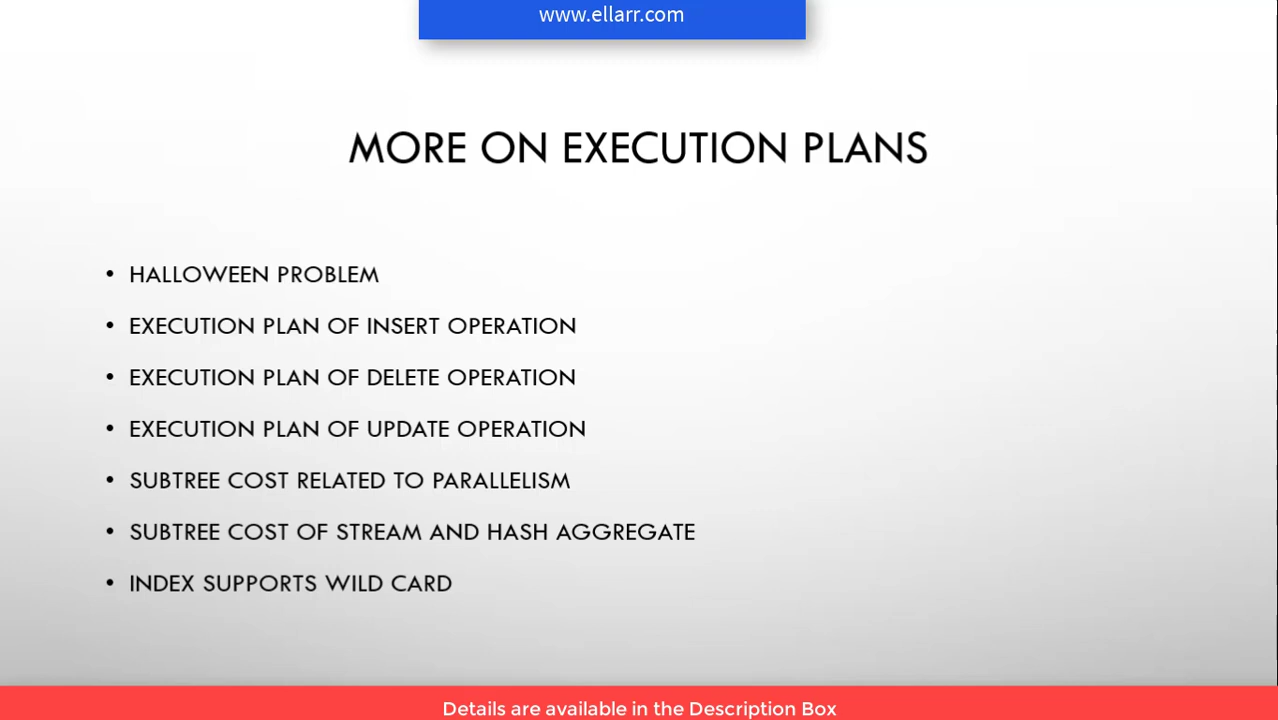 www.ellarr.com
MORE ON EXECUTION PLANS
• HALLOWEEN PROBLEM
• EXECUTION PLAN OF INSERT OPERATION
• EXECUTION PLAN OF DELETE OPERATION
• EXECUTION PLAN OF UPDATE OPERATION
• SUBTREE COST RELATED TO PARALLELISM
• SUBTREE COST OF STREAM AND HASH AGGREGATE
• INDEX SUPPORTS WILD CARD
Details are available in the Description Box